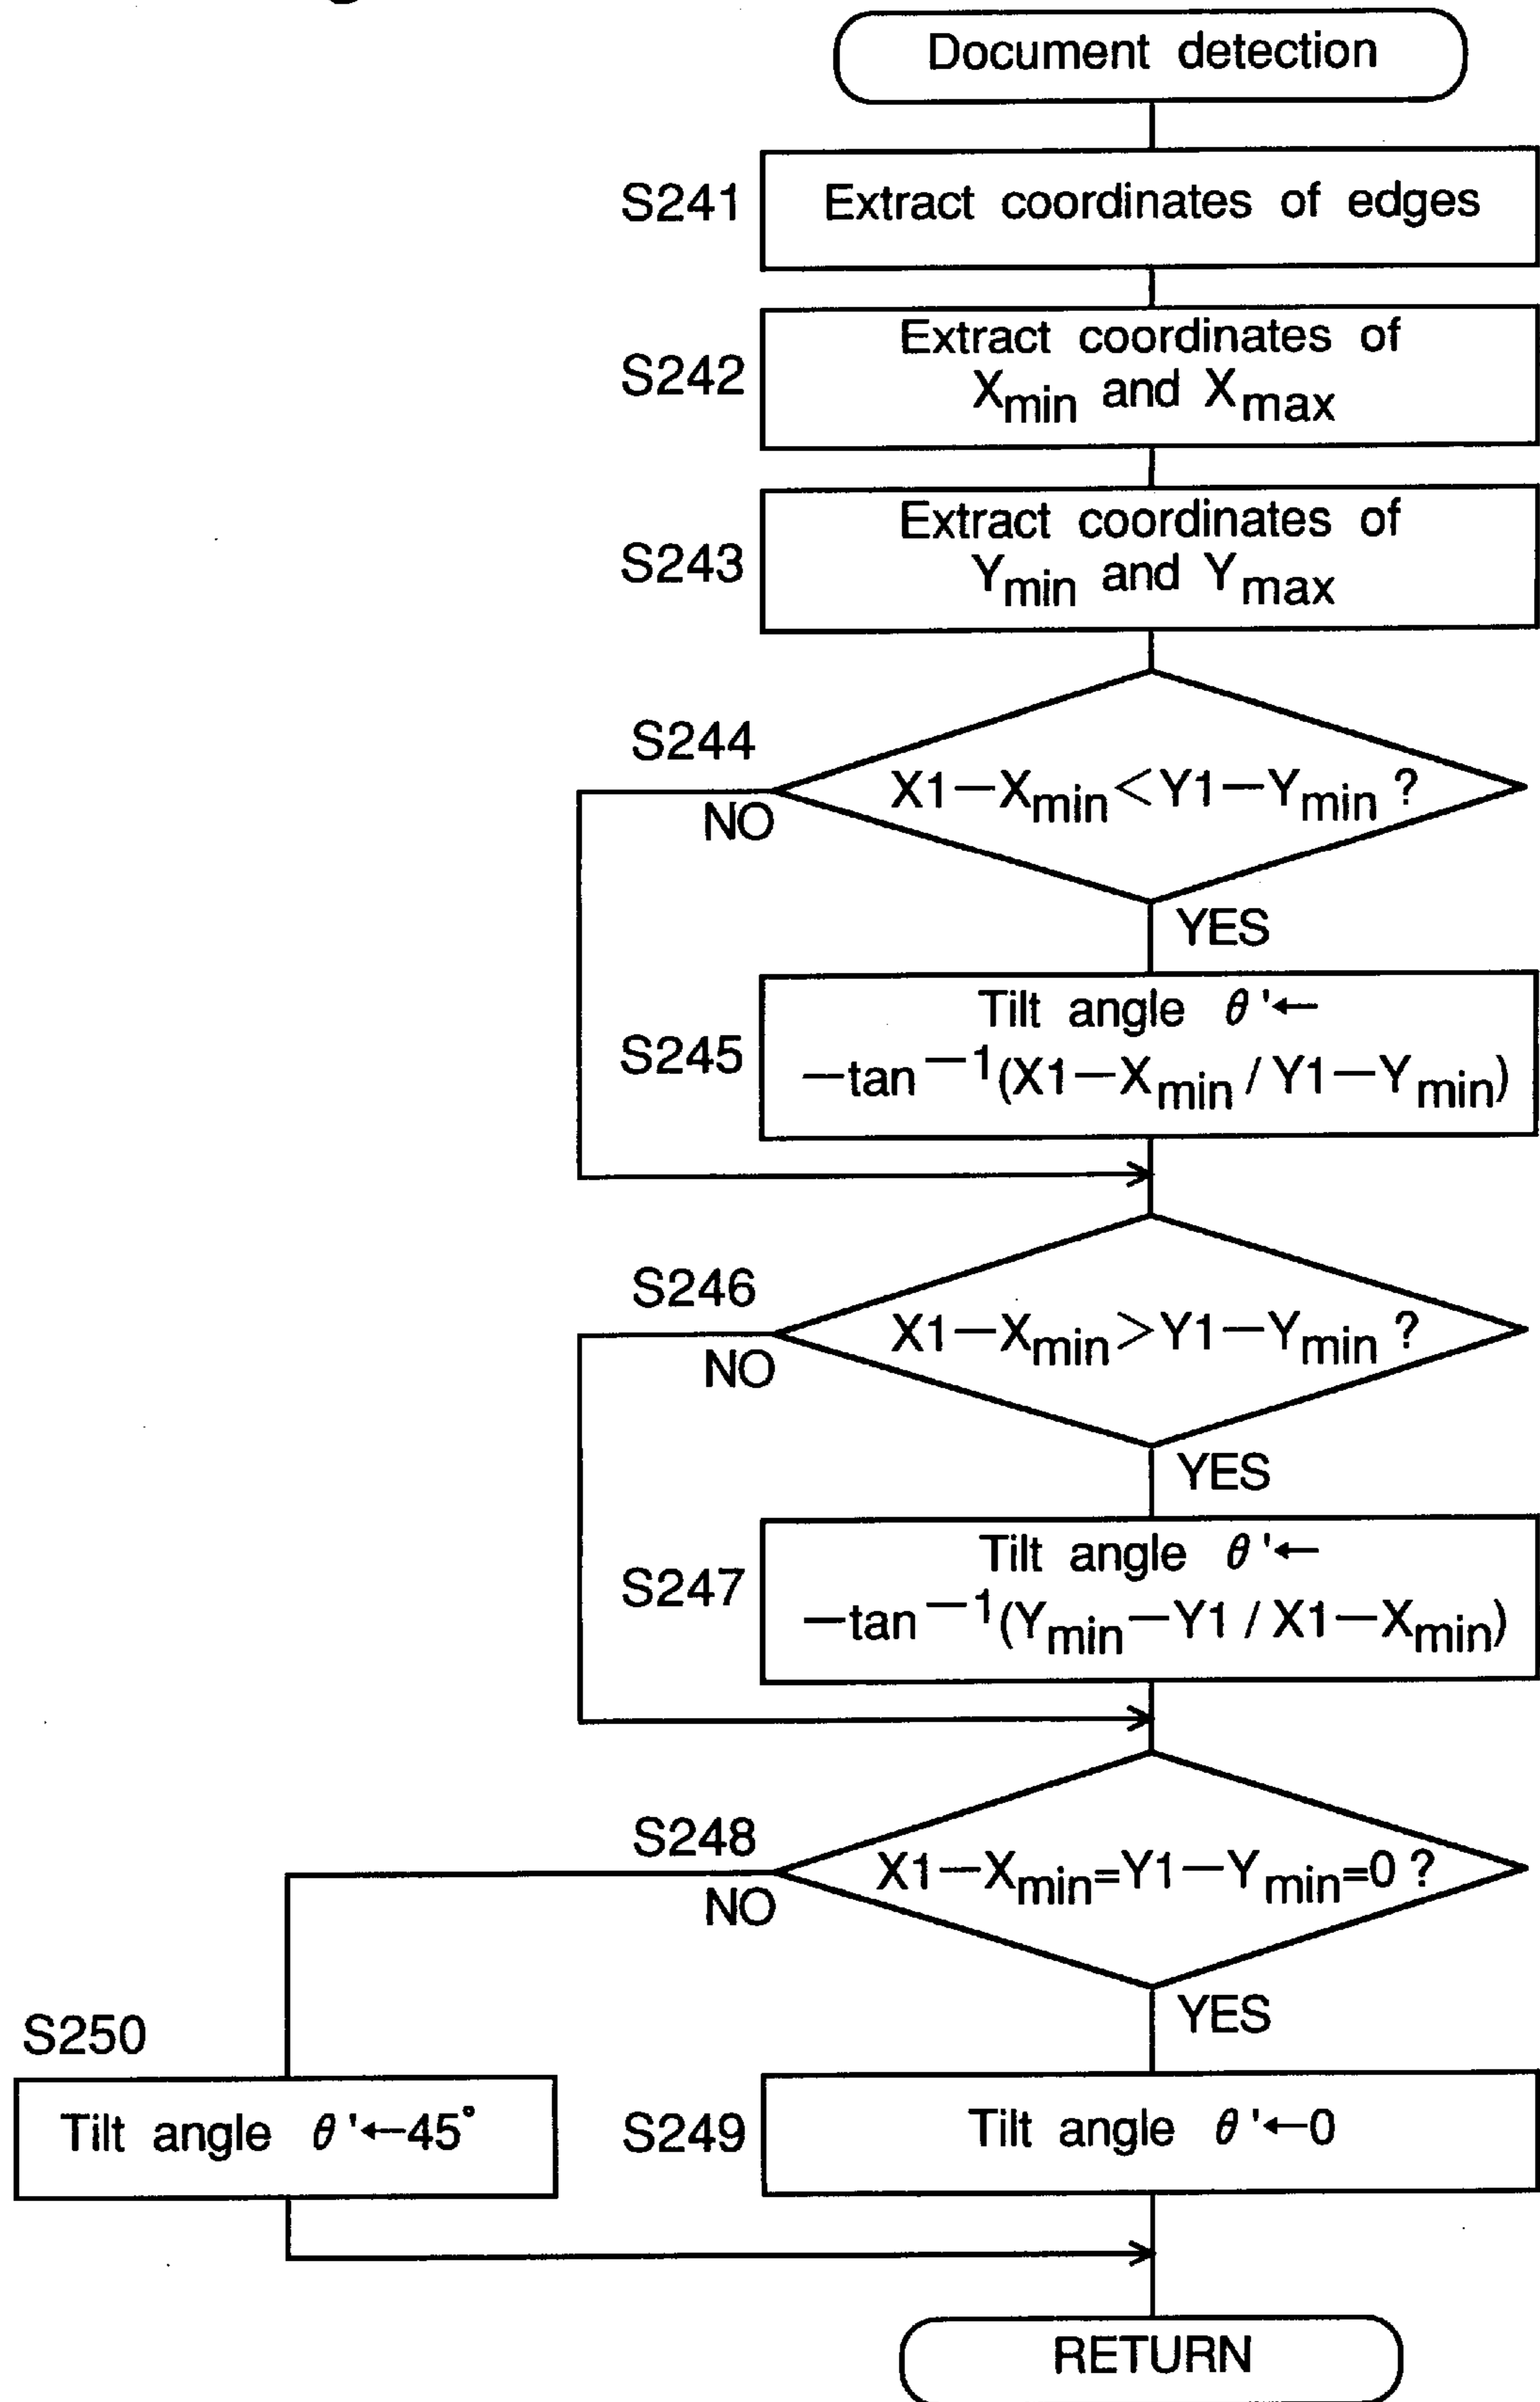 Document detection
S241
Extract coordinates of edges
S242
Extract coordinates of
Xmin and Xmax
S243
Extract coordinates of
Ymin and Ymax
S244
X1−Xmin<Y1−Ymin ?
NO
YES
S245
Tilt angle θ'←
−tan−1(X1−Xmin / Y1−Ymin)
S246
X1−Xmin>Y1−Ymin ?
NO
YES
S247
Tilt angle θ'←
−tan−1(Ymin−Y1 / X1−Xmin)
S248
X1−Xmin=Y1−Ymin=0 ?
NO
YES
S250
Tilt angle θ'←45°
S249
Tilt angle θ'←0
RETURN